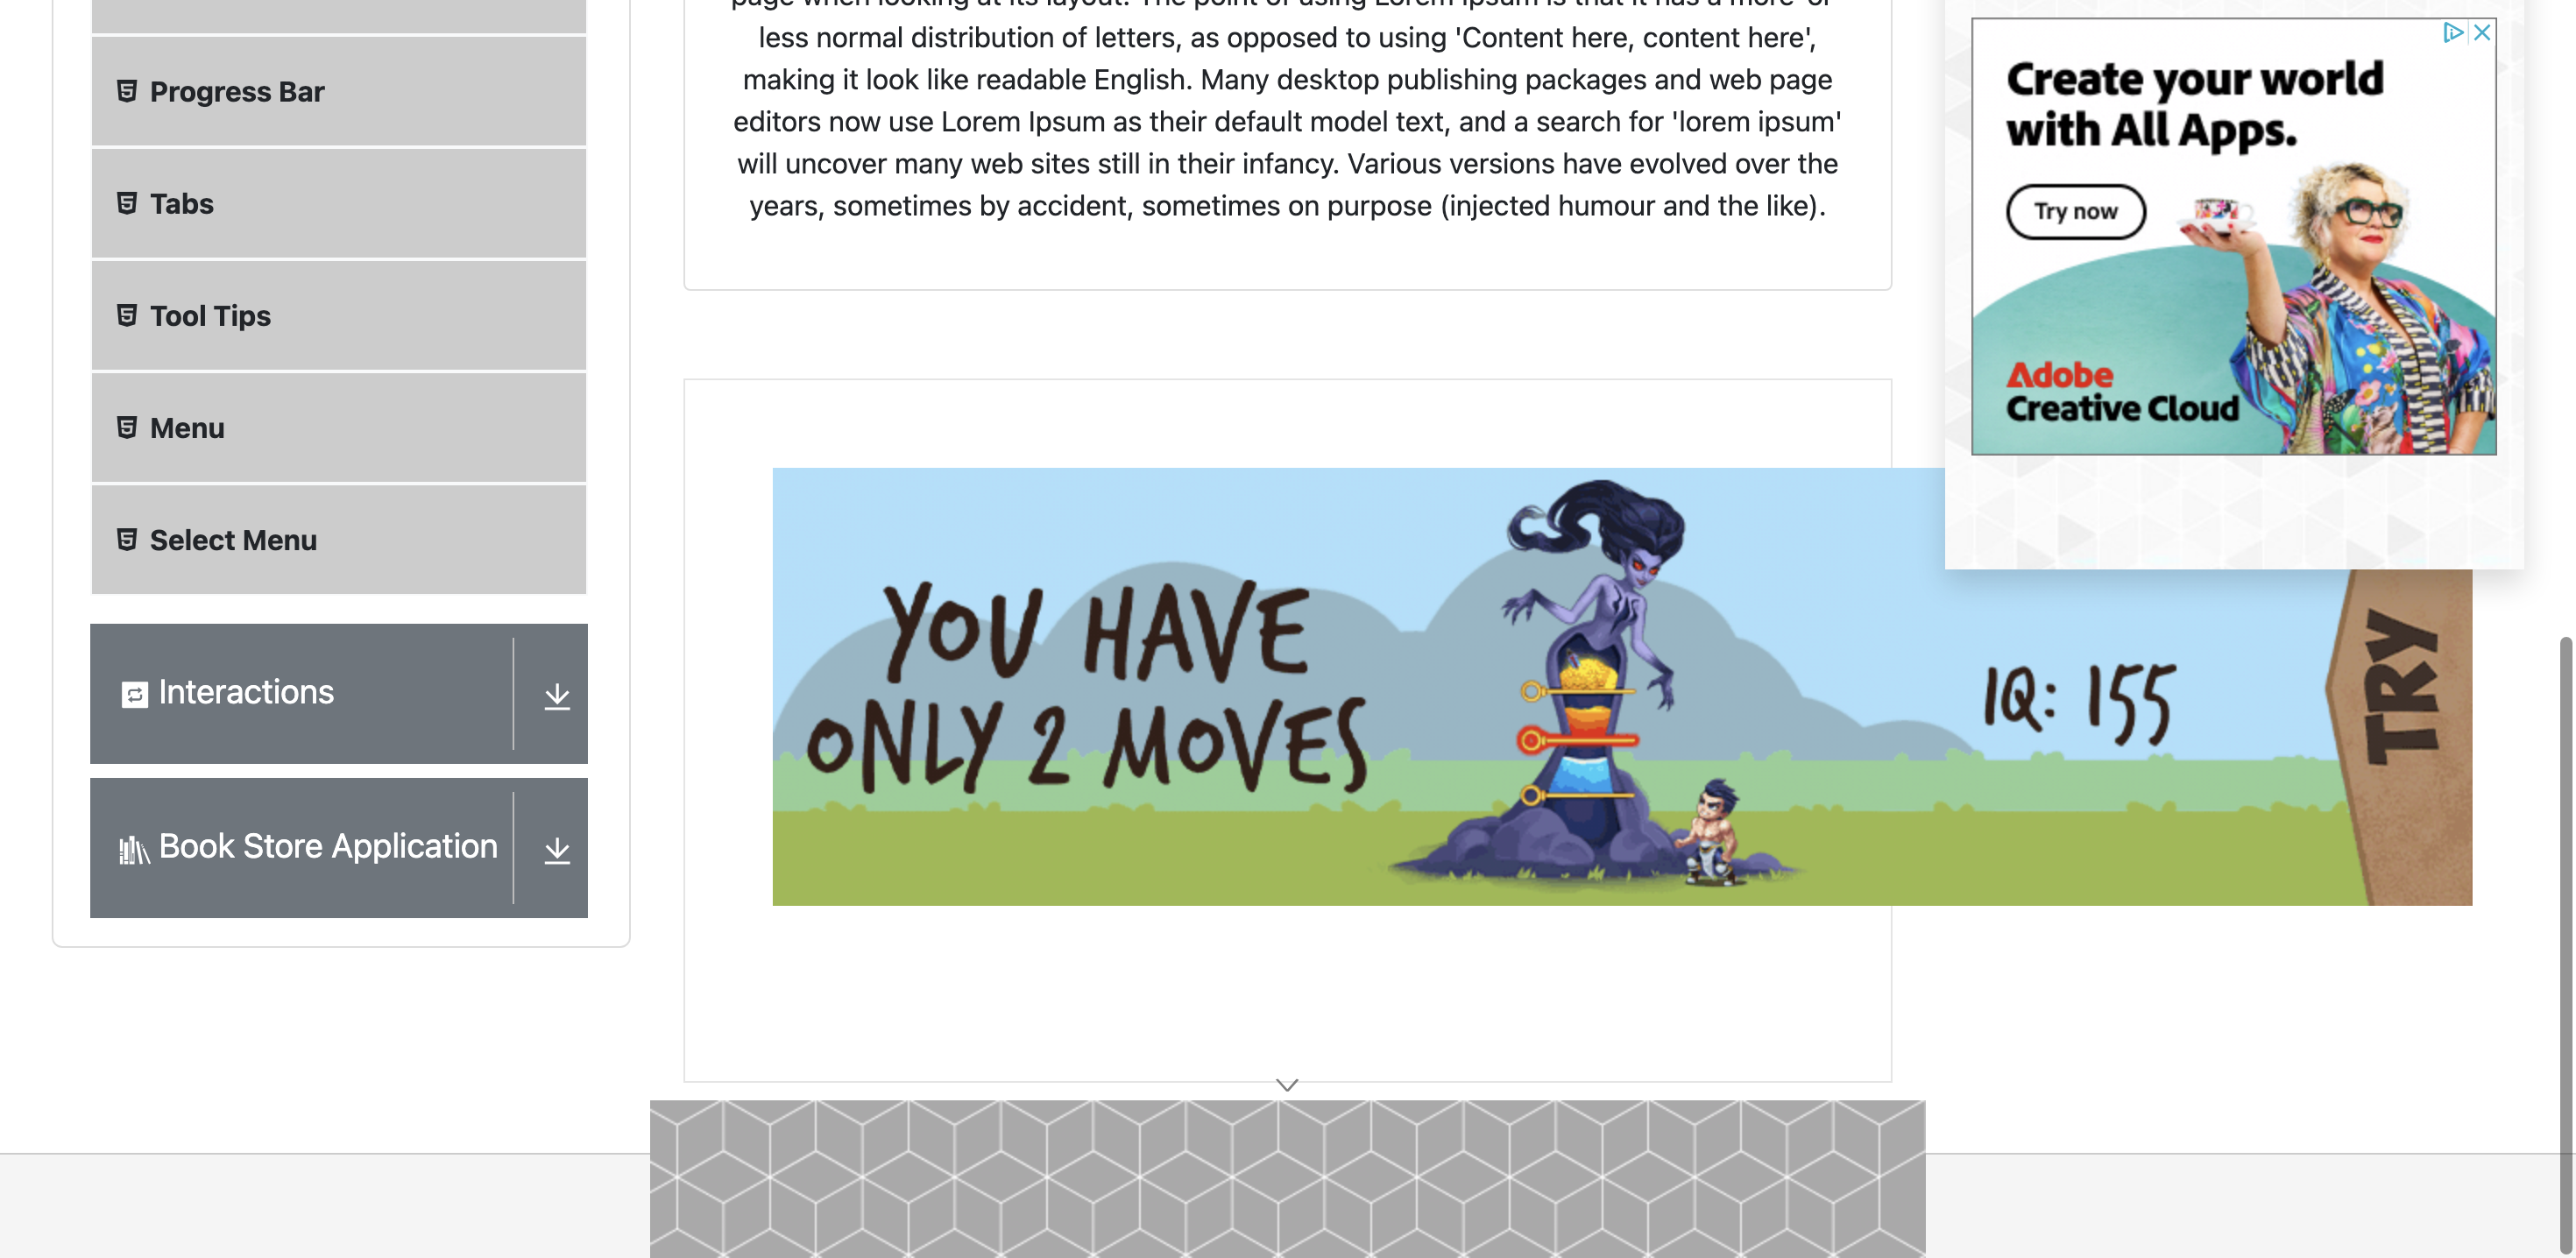 Progress Bar
Tabs
Tool Tips
Menu
Select Menu
Interactions
Book Store Application
less normal distribution of letters, as opposed to using 'Content here, content here',
making it look like readable English. Many desktop publishing packages and web page
editors now use Lorem Ipsum as their default model text, and a search for 'lorem ipsum'
will uncover many web sites still in their infancy. Various versions have evolved over the
years, sometimes by accident, sometimes on purpose (injected humour and the like).
YOU HAVE
ONLY 2 MOVES
IQ: 155
TRY
Create your world
with All Apps.
Try now
Adobe
Creative Cloud